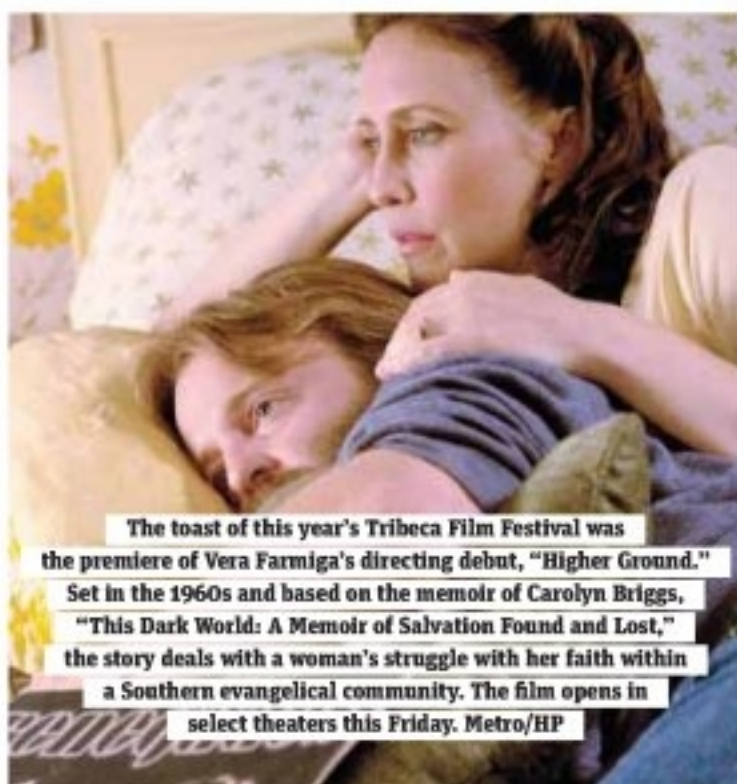 The toast of this year's Tribeca Film Festival was
the premiere of Vera Farmiga's directing debut, "Higher Ground."
Set in the 1960s and based on the memoir of Carolyn Briggs,
"This Dark World: A Memoir of Salvation Found and Lost,"
the story deals with a woman's struggle with her faith within
a Southern evangelical community. The film opens in
select theaters this Friday. Metro/HP